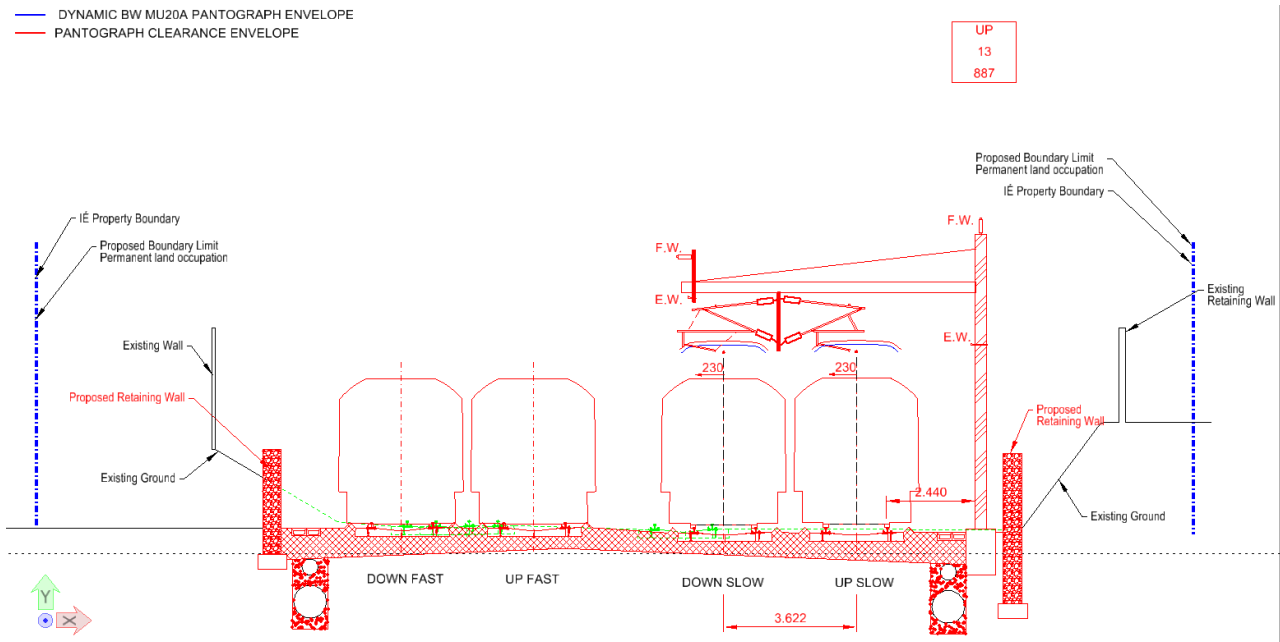 DYNAMIC BW MU20A PANTOGRAPH ENVELOPE
PANTOGRAPH CLEARANCE ENVELOPE
UP
13
887
Proposed Boundary Limit
Permanent land occupation
IÉ Property Boundary
IÉ Property Boundary
Proposed Boundary Limit
Permanent land occupation
F.W.
F.W.
E.W.
E.W.
Existing
Retaining Wall
Existing Wall
Proposed Retaining Wall
230
230
Proposed
Retaining Wall
Existing Ground
2.440
Existing Ground
DOWN FAST
UP FAST
DOWN SLOW
UP SLOW
3.622
Y
X